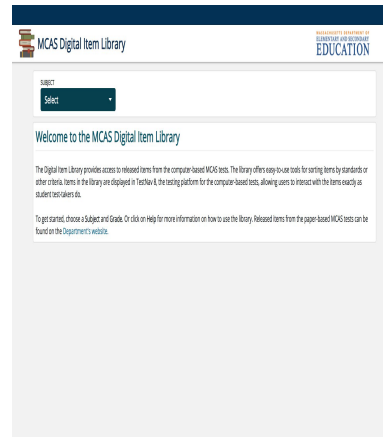 MCAS Digital Item Library
MASSACHUSETTS DEPARTMENT OF
ELEMENTARY AND SECONDARY
EDUCATION
SUBJECT
Select
Welcome to the MCAS Digital Item Library
The Digital Item Library provides access to released items from the computer-based MCAS tests. The library offers easy-to-use tools for sorting items by standards or
other criteria. Items in the library are displayed in TestNav 8, the testing platform for the computer-based tests, allowing users to interact with the items exactly as
student test-takers do.
To get started, choose a Subject and Grade. Or click on Help for more information on how to use the library. Released items from the paper-based MCAS tests can be
found on the Department's website.